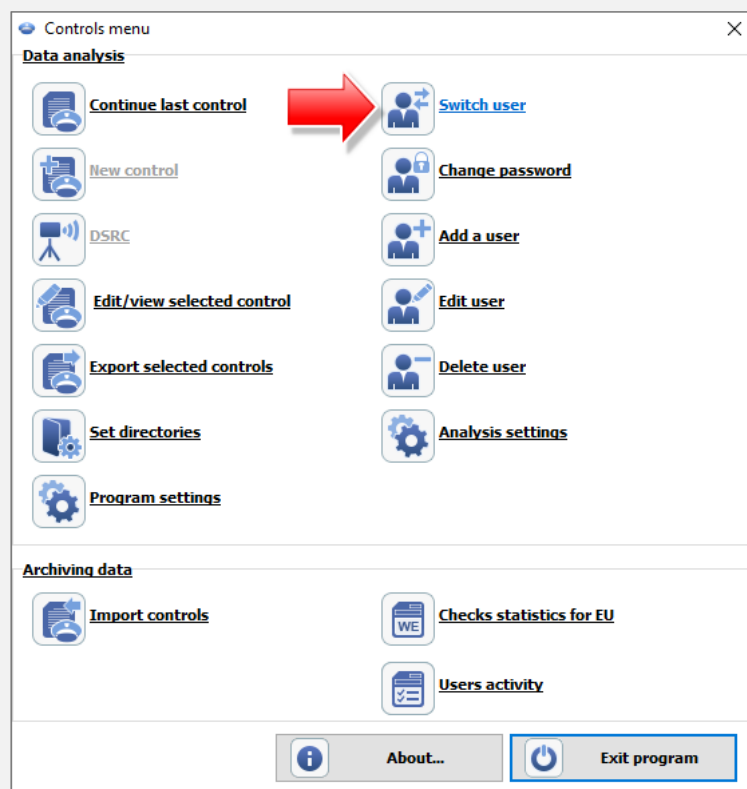 Controls menu
Data analysis
Continue last control
Switch user
New control
Change password
DSRC
Add a user
Edit/view selected control
Edit user
Export selected controls
Delete user
Set directories
Analysis settings
Program settings
Archiving data
Import controls
WE
Checks statistics for EU
Users activity
About...
Exit program